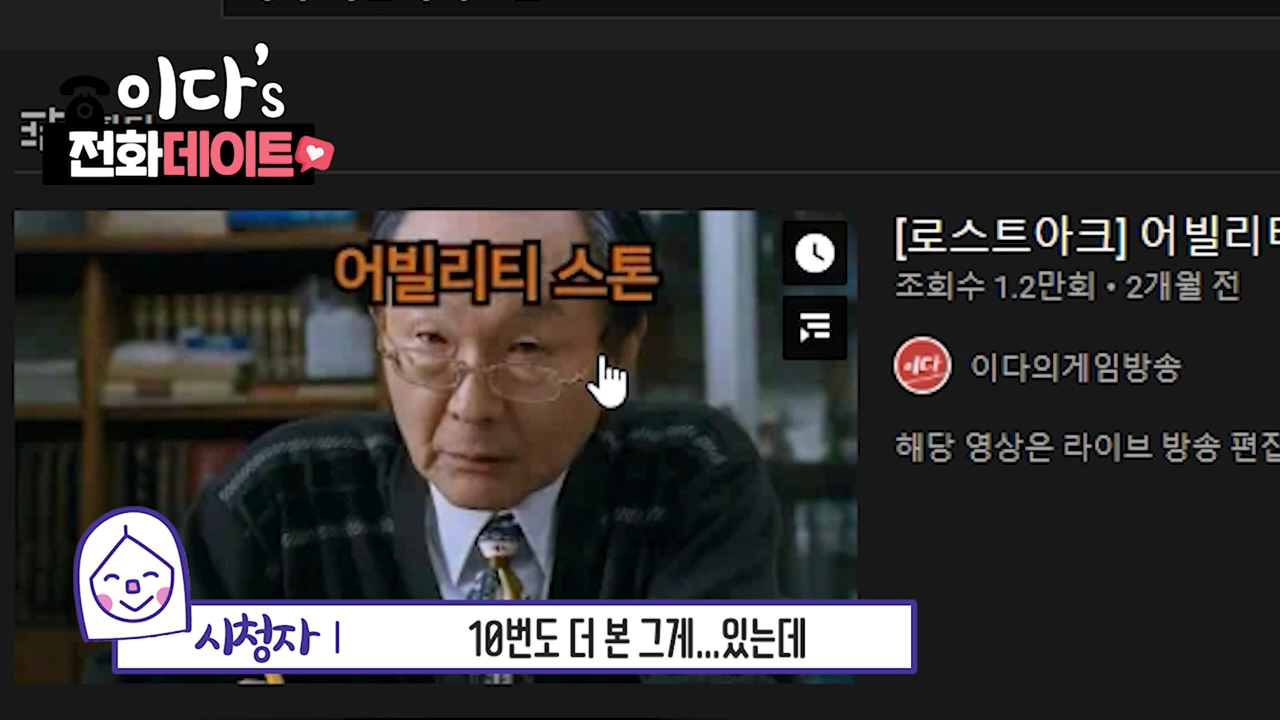 이다's
전화데이트
어빌리티 스톤
[로스트아크] 어빌리
조회수 1.2만회 • 2개월 전
이다
이다의게임방송
해당 영상은 라이브 방송 편집
시청자 | 10번도 더 본 그게...있는데